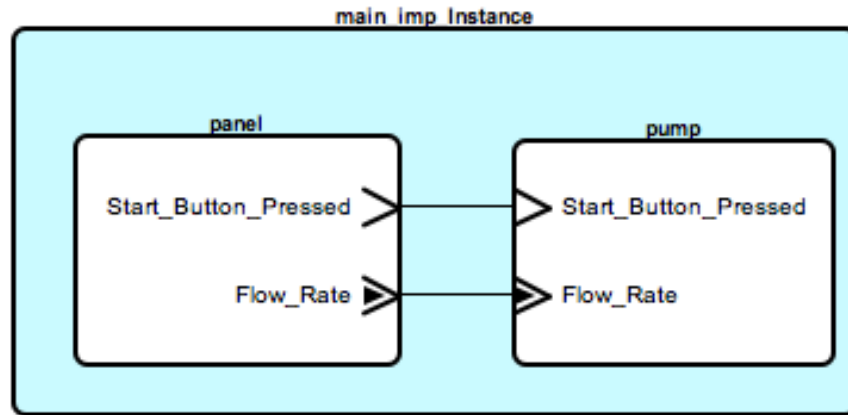 main_imp_Instance
panel
pump
Start_Button_Pressed
Start_Button_Pressed
Flow_Rate
Flow_Rate